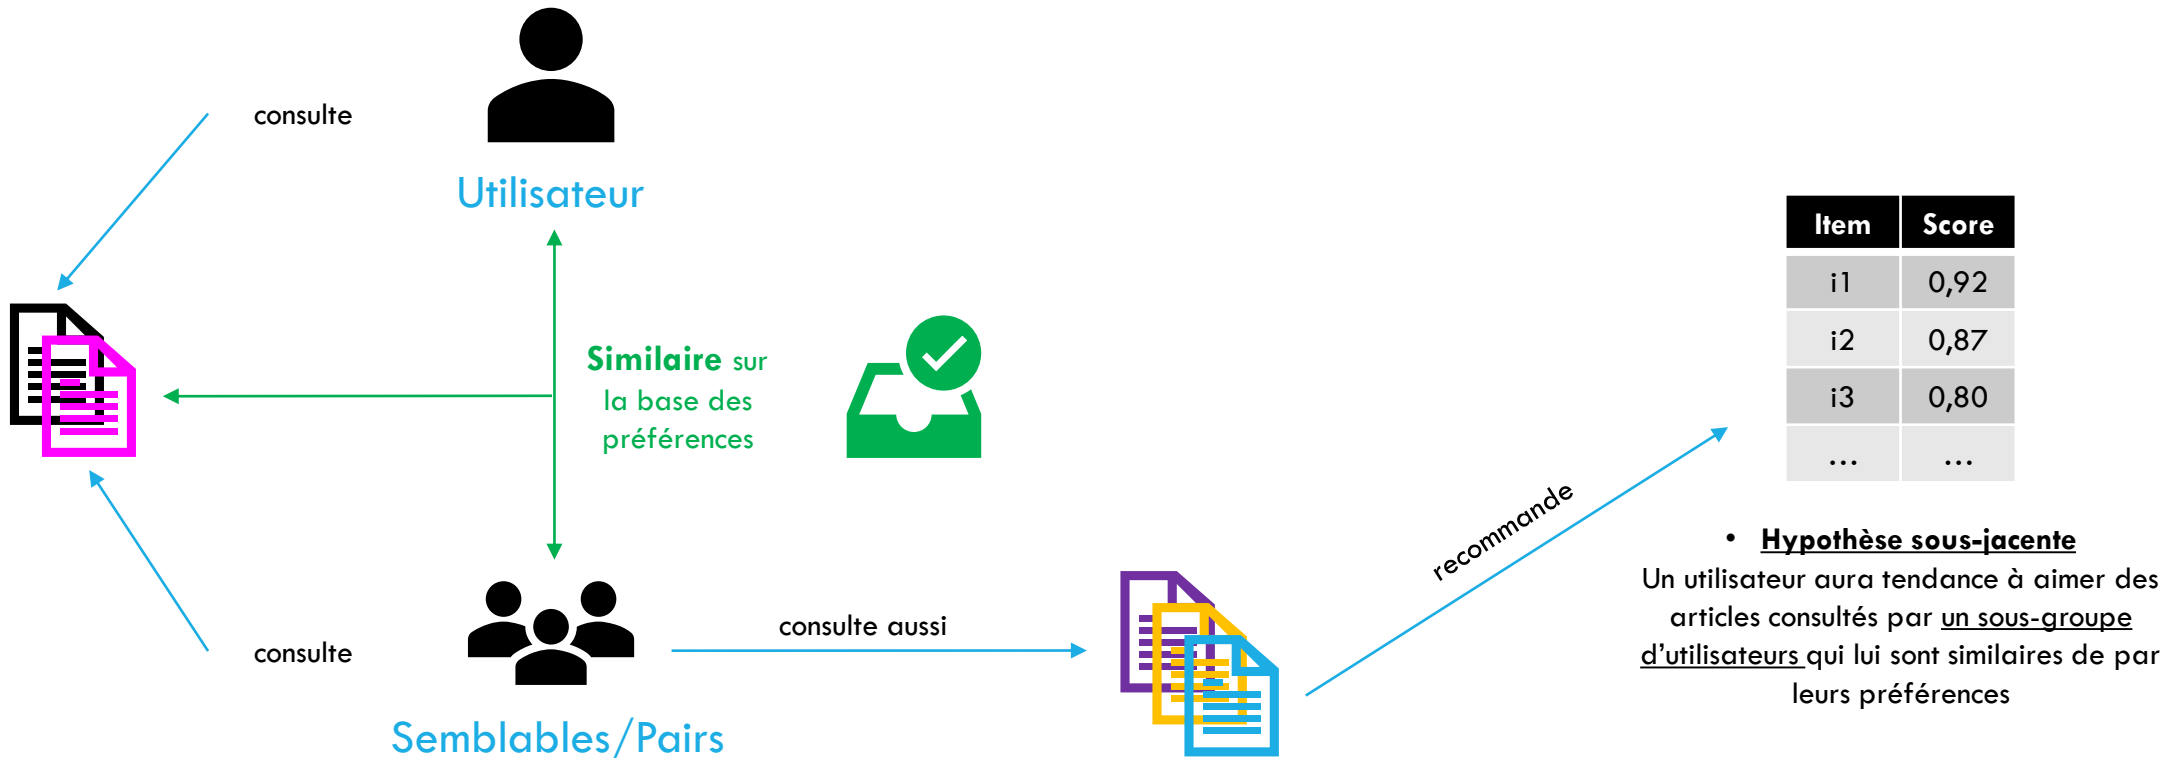 consulte
Utilisateur
Similaire sur
la base des
préférences
consulte
Semblables/Pairs
consulte aussi
recommande
Item Score
i1 0,92
i2 0,87
i3 0,80
... ...
• Hypothèse sous-jacente
Un utilisateur aura tendance à aimer des
articles consultés par un sous-groupe
d’utilisateurs qui lui sont similaires de par
leurs préférences